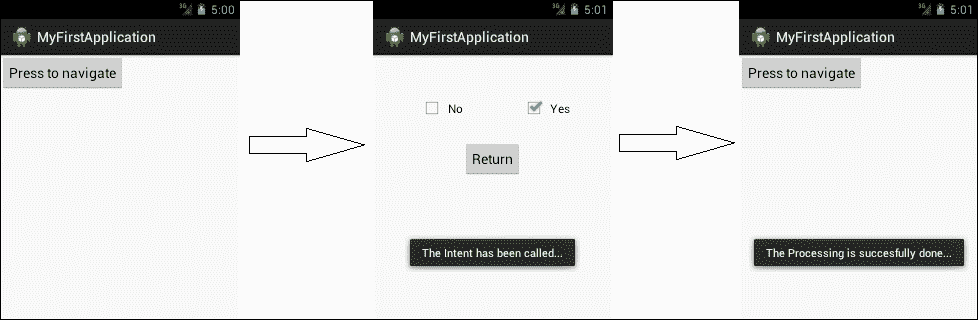 3G 5:00
MyFirstApplication
Press to navigate
3G 5:01
MyFirstApplication
No Yes
Return
The Intent has been called...
3G 5:01
MyFirstApplication
Press to navigate
The Processing is succesfully done...